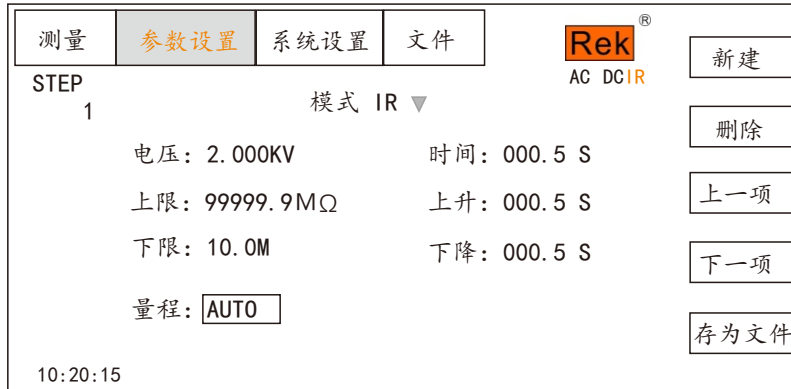 测量 参数设置 系统设置 文件
Rek®
AC DCIR
新建
STEP
1
模式 IR ▼
删除
电压: 2.000KV 时间: 000.5 S
上限: 99999.9MΩ 上升: 000.5 S
上一项
下限: 10.0M 下降: 000.5 S
下一项
量程: AUTO
存为文件
10:20:15